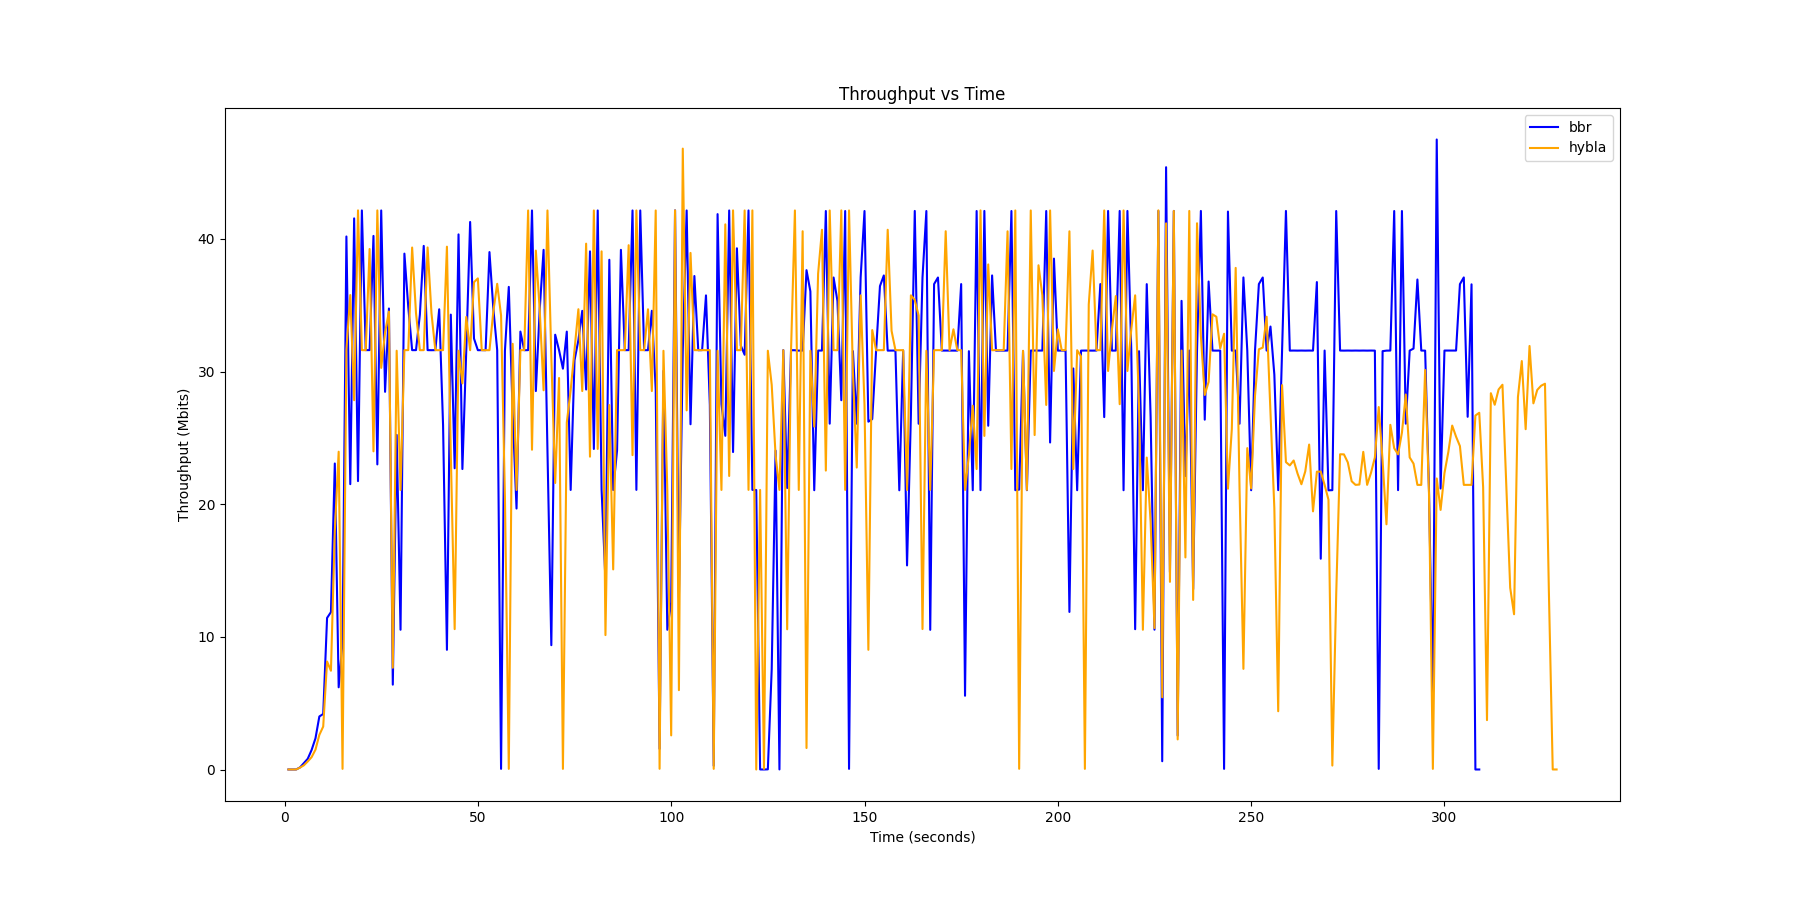 Throughput vs Time
bbr
hybla
Throughput (Mbits)
40
30
20
10
0
0 50 100 150 200 250 300
Time (seconds)